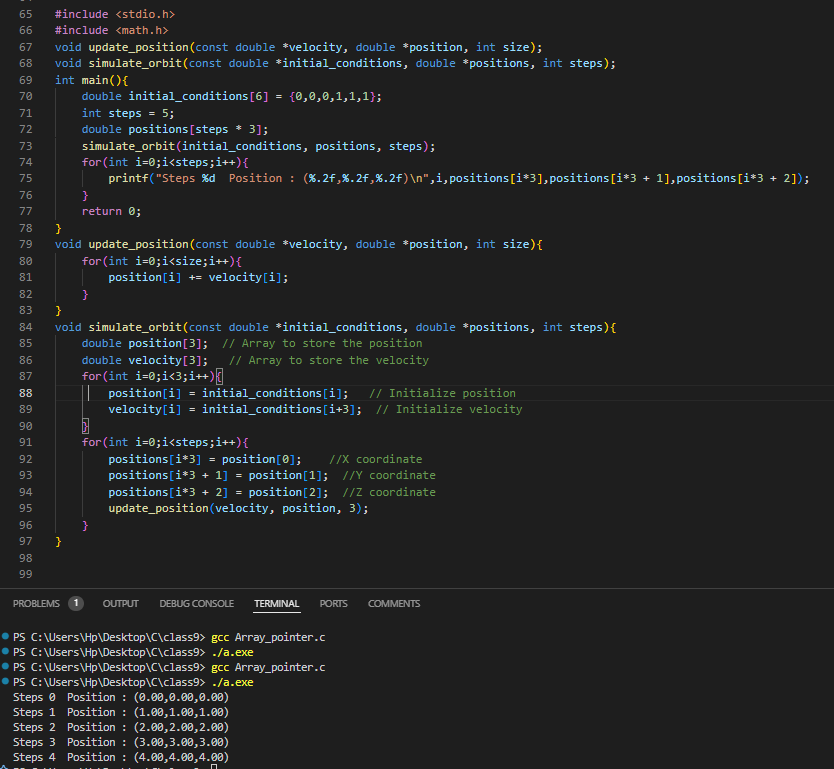 65 #include <stdio.h>
66 #include <math.h>
67 void update_position(const double *velocity, double *position, int size);
68 void simulate_orbit(const double *initial_conditions, double *positions, int steps);
69 int main(){
70     double initial_conditions[6] = {0,0,0,1,1,1};
71     int steps = 5;
72     double positions[steps * 3];
73     simulate_orbit(initial_conditions, positions, steps);
74     for(int i=0;i<steps;i++){
75         printf("Steps %d  Position : (%.2f,%.2f,%.2f)\n",i,positions[i*3],positions[i*3 + 1],positions[i*3 + 2]);
76     }
77     return 0;
78 }
79 void update_position(const double *velocity, double *position, int size){
80     for(int i=0;i<size;i++){
81         position[i] += velocity[i];
82     }
83 }
84 void simulate_orbit(const double *initial_conditions, double *positions, int steps){
85     double position[3];  // Array to store the position
86     double velocity[3];   // Array to store the velocity
87     for(int i=0;i<3;i++){
88         position[i] = initial_conditions[i];   // Initialize position
89         velocity[i] = initial_conditions[i+3];  // Initialize velocity
90     }
91     for(int i=0;i<steps;i++){
92         positions[i*3] = position[0];    //X coordinate
93         positions[i*3 + 1] = position[1];  //Y coordinate
94         positions[i*3 + 2] = position[2];  //Z coordinate
95         update_position(velocity, position, 3);
96     }
97 }
98
99
PROBLEMS 1 OUTPUT DEBUG CONSOLE TERMINAL PORTS COMMENTS
PS C:\Users\Hp\Desktop\C\class9> gcc Array_pointer.c
PS C:\Users\Hp\Desktop\C\class9> ./a.exe
PS C:\Users\Hp\Desktop\C\class9> gcc Array_pointer.c
PS C:\Users\Hp\Desktop\C\class9> ./a.exe
Steps 0  Position : (0.00,0.00,0.00)
Steps 1  Position : (1.00,1.00,1.00)
Steps 2  Position : (2.00,2.00,2.00)
Steps 3  Position : (3.00,3.00,3.00)
Steps 4  Position : (4.00,4.00,4.00)